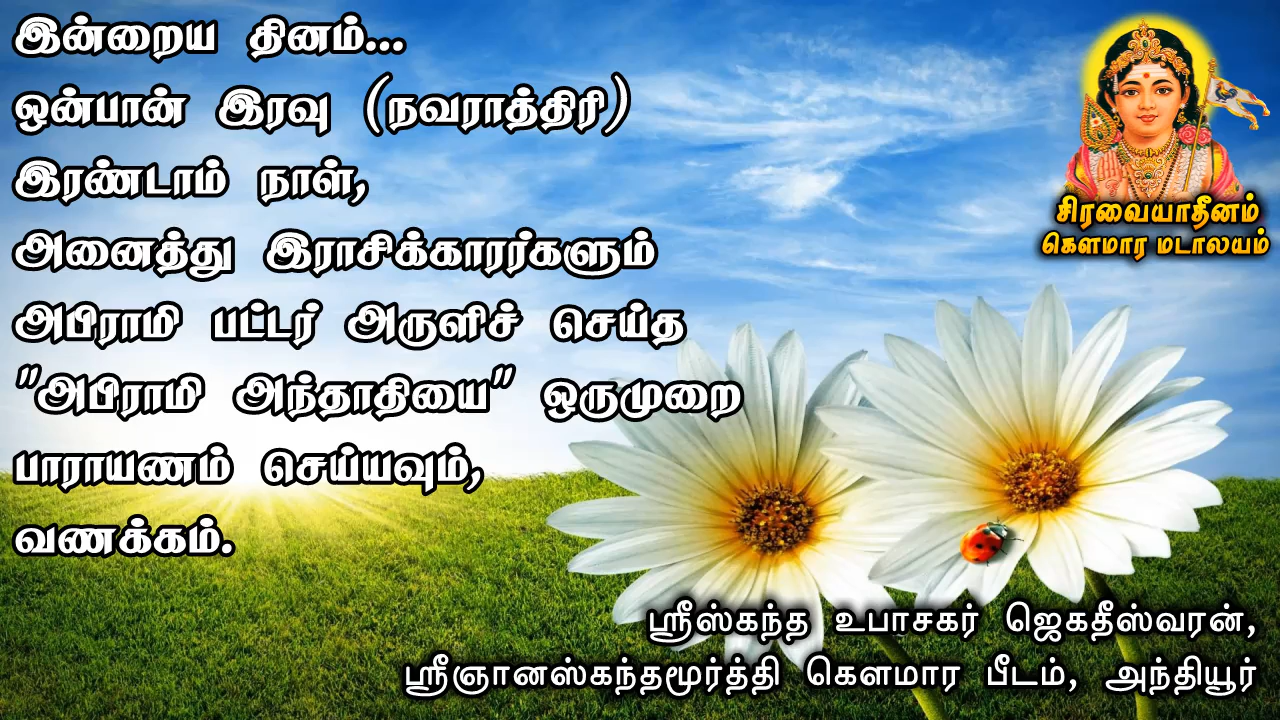 இன்றைய தினம்...
ஒன்பான் இரவு (நவராத்திரி)
இரண்டாம் நாள்,
அனைத்து இராசிக்காரர்களும்
அபிராமி பட்டர் அருளிச் செய்த
"அபிராமி அந்தாதியை" ஒருமுறை
பாராயணம் செய்யவும்,
வணக்கம்.
சிரவையாதீனம்
கௌமார மடாலயம்
ஸ்ரீஸ்கந்த உபாசகர் ஜெகதீஸ்வரன்,
ஸ்ரீஞானஸ்கந்தமூர்த்தி கௌமார பீடம், அந்தியூர்